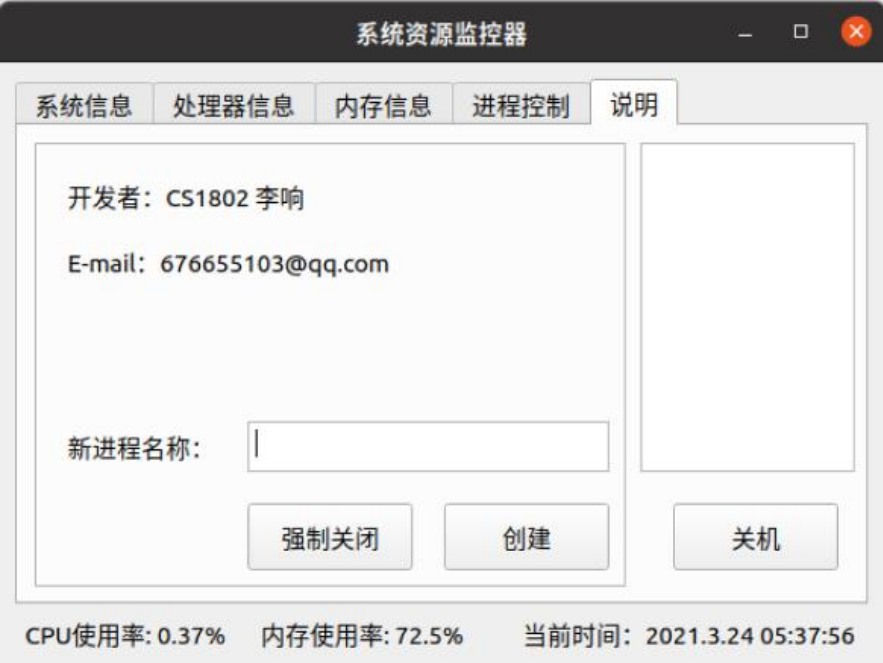 系统资源监控器
系统信息 处理器信息 内存信息 进程控制 说明
开发者：CS1802 李响
E-mail：676655103@qq.com
新进程名称：
强制关闭 创建 关机
CPU使用率: 0.37% 内存使用率: 72.5% 当前时间：2021.3.24 05:37:56